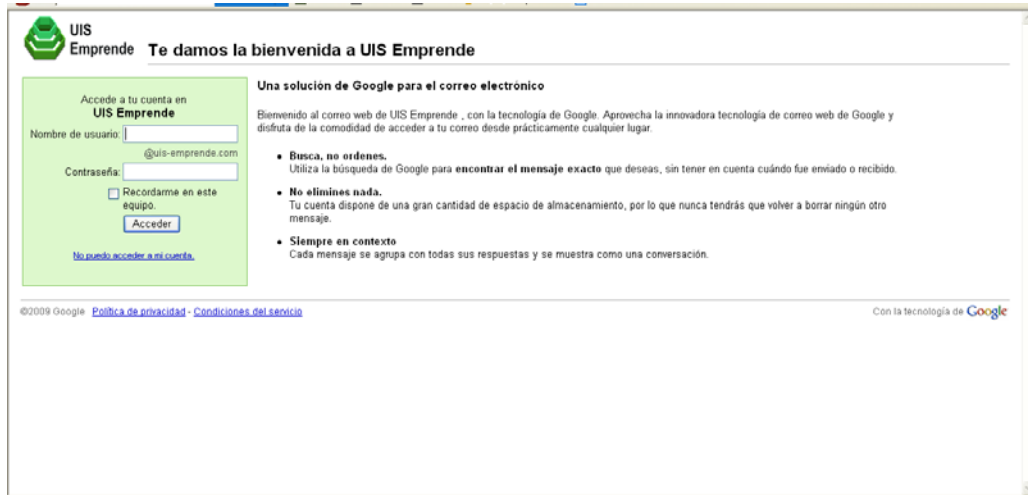 UIS
Emprende
Te damos la bienvenida a UIS Emprende
Accede a tu cuenta en
UIS Emprende
Nombre de usuario:
@uis-emprende.com
Contraseña:
Recordarme en este
equipo.
Acceder
No puedo acceder a mi cuenta.
Una solución de Google para el correo electrónico
Bienvenido al correo web de UIS Emprende , con la tecnología de Google. Aprovecha la innovadora tecnología de correo web de Google y
disfruta de la comodidad de acceder a tu correo desde prácticamente cualquier lugar.
• Busca, no ordenes.
Utiliza la búsqueda de Google para encontrar el mensaje exacto que deseas, sin tener en cuenta cuándo fue enviado o recibido.
• No elimines nada.
Tu cuenta dispone de una gran cantidad de espacio de almacenamiento, por lo que nunca tendrás que volver a borrar ningún otro
mensaje.
• Siempre en contexto
Cada mensaje se agrupa con todas sus respuestas y se muestra como una conversación.
©2009 Google Política de privacidad - Condiciones del servicio
Con la tecnología de Google